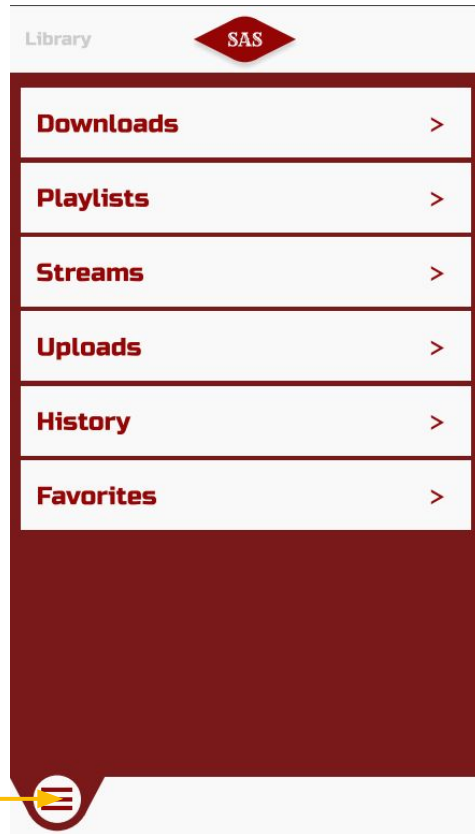 Library
SAS
Downloads >
Playlists >
Streams >
Uploads >
History >
Favorites >